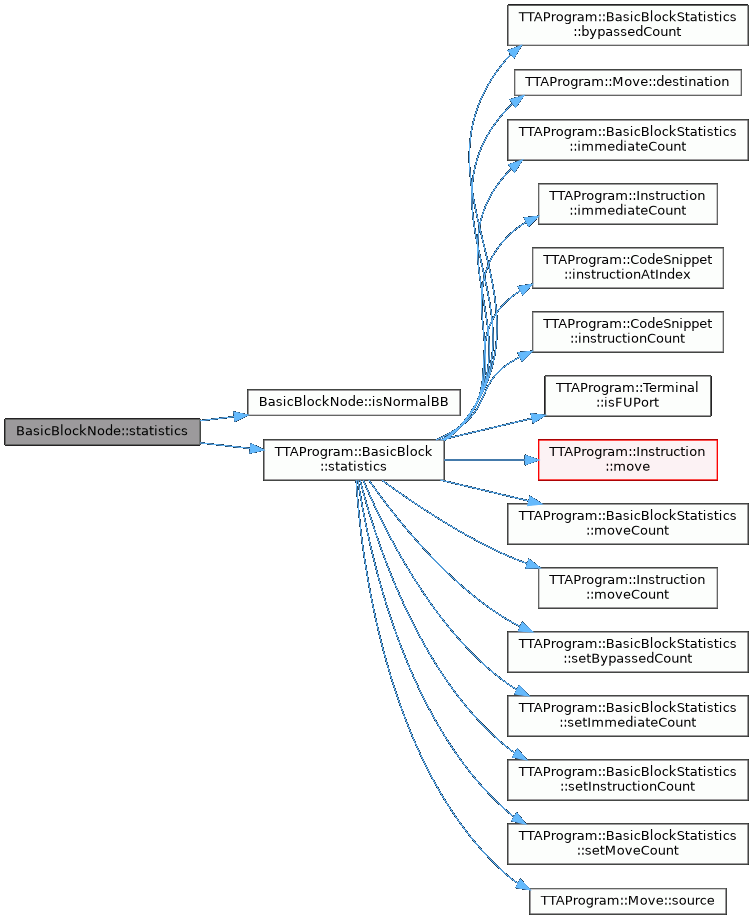 TTAProgram::BasicBlockStatistics
::bypassedCount
TTAProgram::Move::destination
TTAProgram::BasicBlockStatistics
::immediateCount
TTAProgram::Instruction
::immediateCount
TTAProgram::CodeSnippet
::instructionAtIndex
TTAProgram::CodeSnippet
::instructionCount
TTAProgram::Terminal
::isFUPort
BasicBlockNode::isNormalBB
BasicBlockNode::statistics
TTAProgram::BasicBlock
::statistics
TTAProgram::Instruction
::move
TTAProgram::BasicBlockStatistics
::moveCount
TTAProgram::Instruction
::moveCount
TTAProgram::BasicBlockStatistics
::setBypassedCount
TTAProgram::BasicBlockStatistics
::setImmediateCount
TTAProgram::BasicBlockStatistics
::setInstructionCount
TTAProgram::BasicBlockStatistics
::setMoveCount
TTAProgram::Move::source